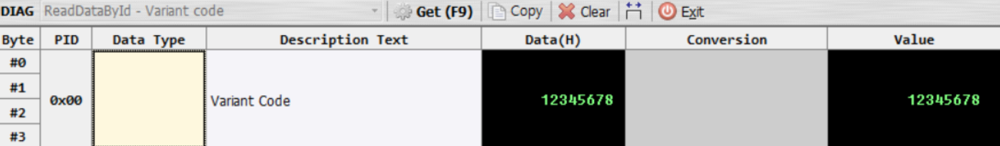 DIAG ReadDataById - Variant code Get (F9) Copy Clear Exit
Byte PID Data Type Description Text Data(H) Conversion Value
#0
#1
0x00 Variant Code 12345678 12345678
#2
#3